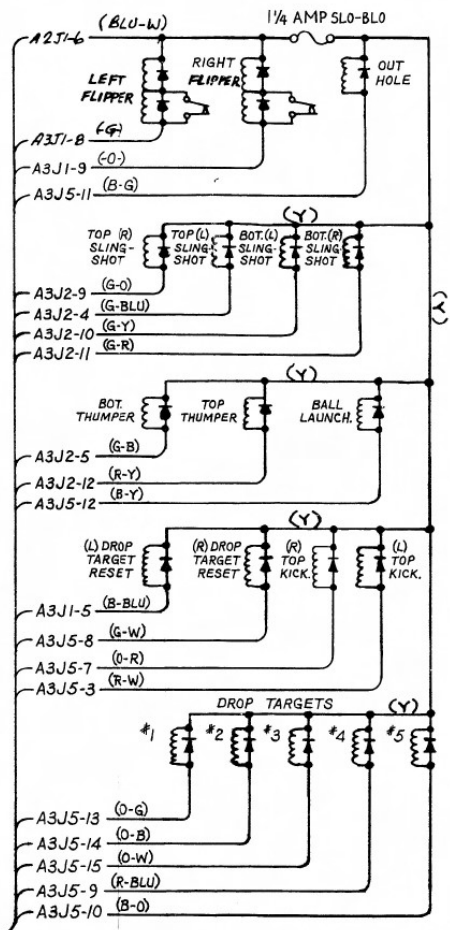 1¼ AMP SLO-BLO
A2J1-6 (BLU-W)
LEFT FLIPPER
RIGHT FLIPPER
OUT HOLE
A3J1-8 (-G-)
A3J1-9 (-O-)
A3J5-11 (B-G)
(Y)
TOP (R) SLING-SHOT
TOP (L) SLING-SHOT
BOT. (L) SLING-SHOT
BOT. (R) SLING-SHOT
(Y)
A3J2-9 (G-O)
A3J2-4 (G-BLU)
A3J2-10 (G-Y)
A3J2-11 (G-R)
(Y)
BOT. THUMPER
TOP THUMPER
BALL LAUNCH.
A3J2-5 (G-B)
A3J2-12 (R-Y)
A3J5-12 (B-Y)
(Y)
(L) DROP TARGET RESET
(R) DROP TARGET RESET
(R) TOP KICK.
(L) TOP KICK.
A3J1-5 (B-BLU)
A3J5-8 (G-W)
A3J5-7 (O-R)
A3J5-3 (R-W)
DROP TARGETS (Y)
#1 #2 #3 #4 #5
A3J5-13 (O-G)
A3J5-14 (O-B)
A3J5-15 (O-W)
A3J5-9 (R-BLU)
A3J5-10 (B-O)